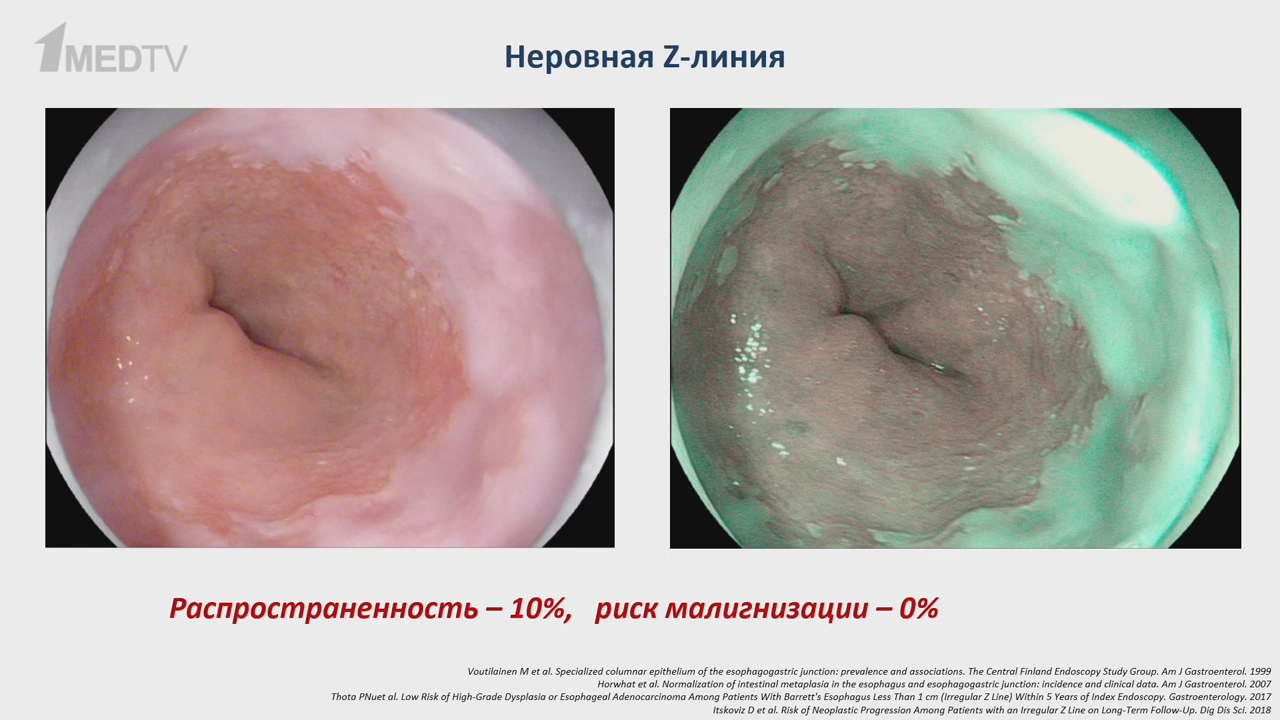 1MEDTV
Неровная Z-линия
Распространенность – 10%, риск малигнизации – 0%
Voutilainen M et al. Specialized columnar epithelium of the esophagogastric junction: prevalence and associations. The Central Finland Endoscopy Study Group. Am J Gastroenterol. 1999
Horwhat et al. Normalization of intestinal metaplasia in the esophagus and esophagogastric junction: incidence and clinical data. Am J Gastroenterol. 2007
Thota PNuet al. Low Risk of High-Grade Dysplasia or Esophageal Adenocarcinoma Among Patients With Barrett's Esophagus Less Than 1 cm (Irregular Z Line) Within 5 Years of Index Endoscopy. Gastroenterology. 2017
Itskoviz D et al. Risk of Neoplastic Progression Among Patients with an Irregular Z Line on Long-Term Follow-Up. Dig Dis Sci. 2018